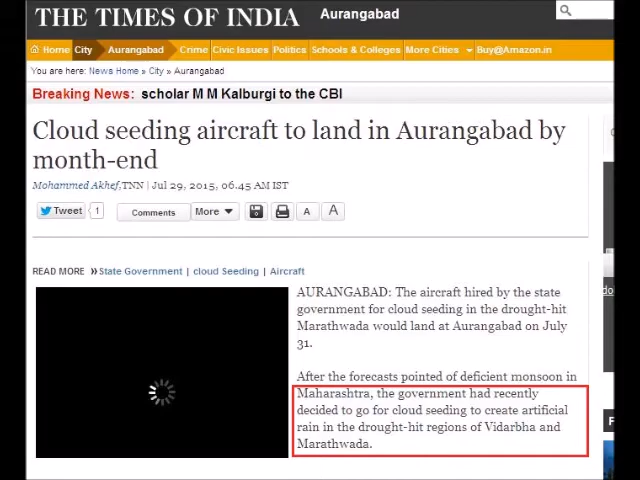 THE TIMES OF INDIA Aurangabad
Home City Aurangabad Crime Civic Issues Politics Schools & Colleges More Cities Buy@Amazon.in
You are here: News Home » City » Aurangabad
Breaking News: scholar M M Kalburgi to the CBI
Cloud seeding aircraft to land in Aurangabad by
month-end
Mohammed Akhef,TNN | Jul 29, 2015, 06.45 AM IST
Tweet 1 Comments More A A
READ MORE »State Government | cloud Seeding | Aircraft
AURANGABAD: The aircraft hired by the state
government for cloud seeding in the drought-hit
Marathwada would land at Aurangabad on July
31.
After the forecasts pointed of deficient monsoon in
Maharashtra, the government had recently
decided to go for cloud seeding to create artificial
rain in the drought-hit regions of Vidarbha and
Marathwada.